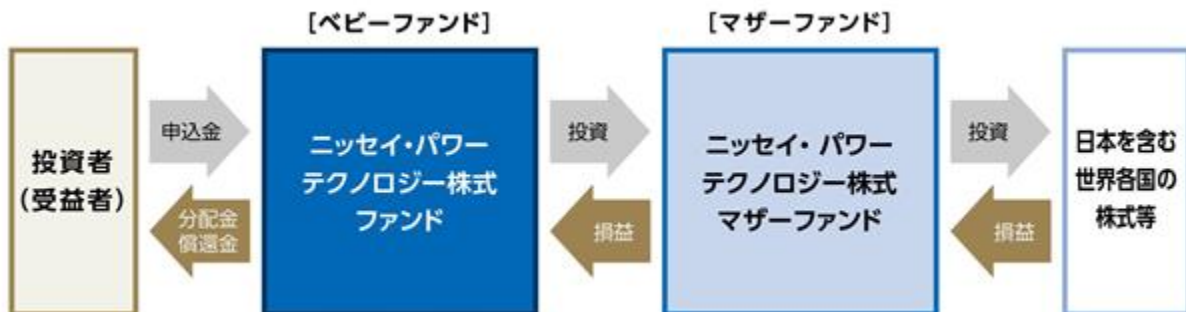 [ベビーファンド]
[マザーファンド]
投資者
(受益者)
申込金
分配金
償還金
ニッセイ・パワー
テクノロジー株式
ファンド
投資
損益
ニッセイ・ パワー
テクノロジー株式
マザーファンド
投資
損益
日本を含む
世界各国の
株式等